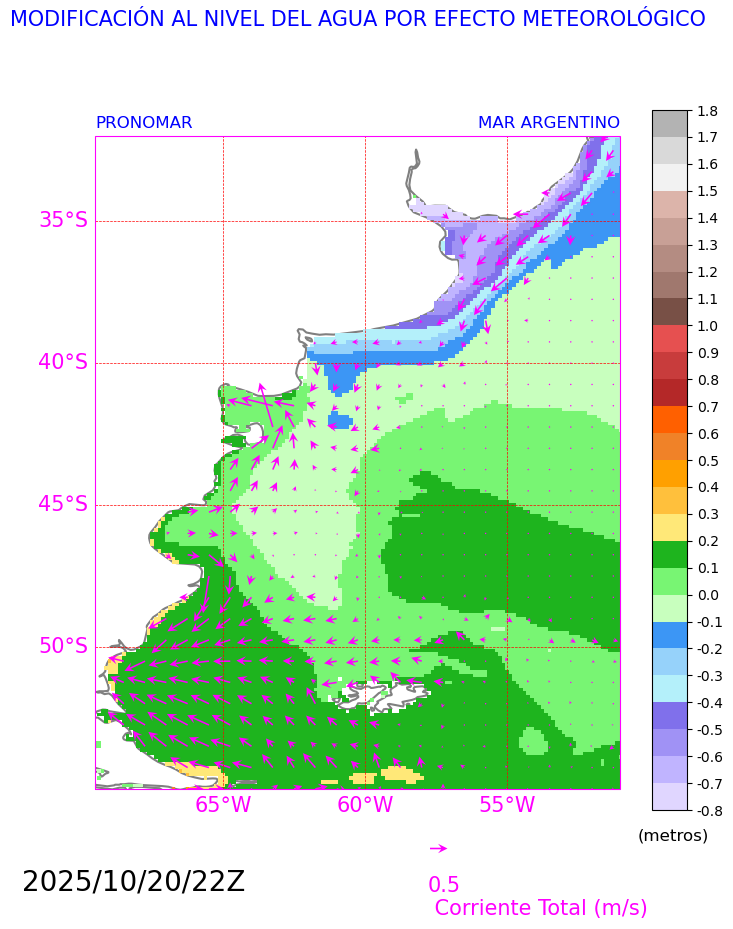 MODIFICACIÓN AL NIVEL DEL AGUA POR EFECTO METEOROLÓGICO
PRONOMAR
MAR ARGENTINO
35°S
40°S
45°S
50°S
65°W
60°W
55°W
1.8
1.7
1.6
1.5
1.4
1.3
1.2
1.1
1.0
0.9
0.8
0.7
0.6
0.5
0.4
0.3
0.2
0.1
0.0
-0.1
-0.2
-0.3
-0.4
-0.5
-0.6
-0.7
-0.8
(metros)
2025/10/20/22Z
0.5
Corriente Total (m/s)